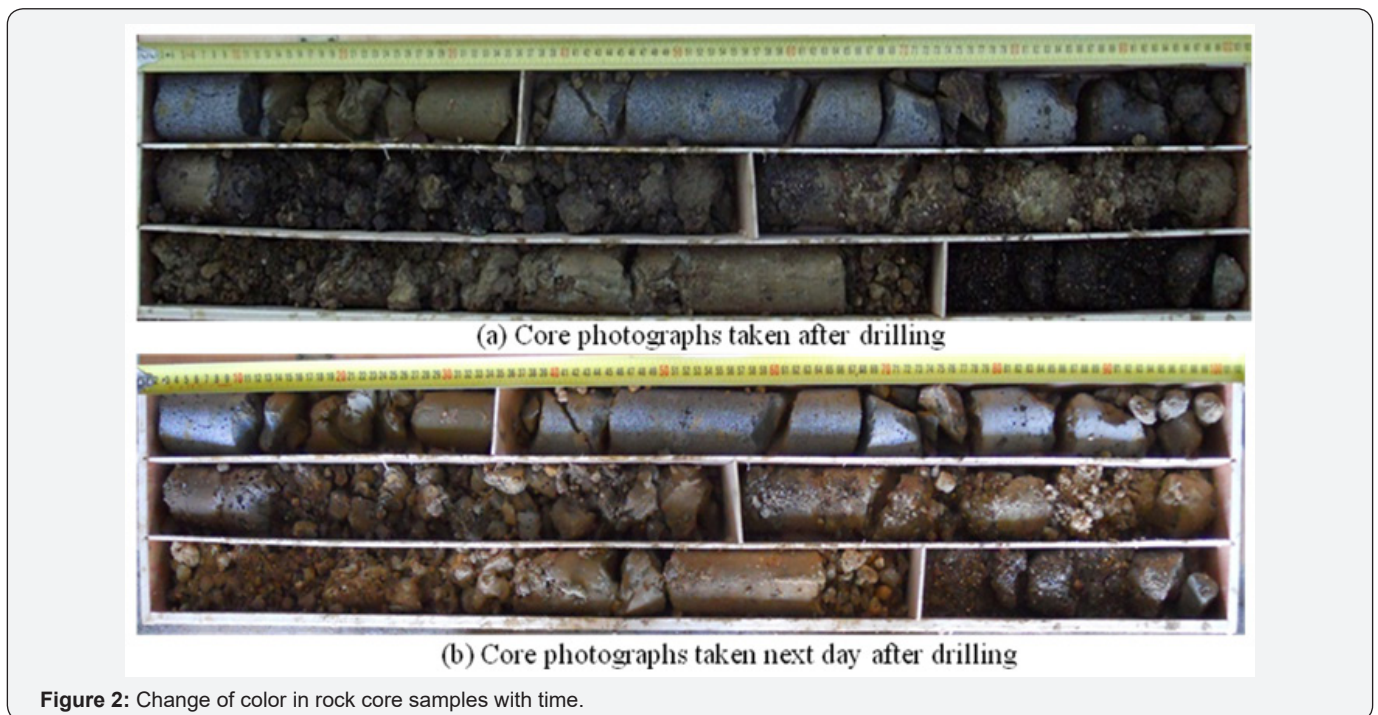 (a) Core photographs taken after drilling
(b) Core photographs taken next day after drilling
Figure 2: Change of color in rock core samples with time.